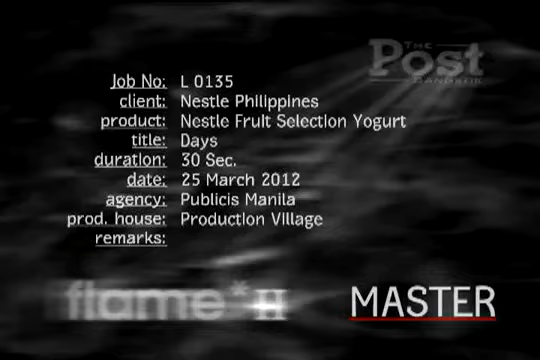 THE
Post
BANGKOK
Job No: L 0135
client: Nestle Philippines
product: Nestle Fruit Selection Yogurt
title: Days
duration: 30 Sec.
date: 25 March 2012
agency: Publicis Manila
prod. house: Production Village
remarks:
flame*H
MASTER